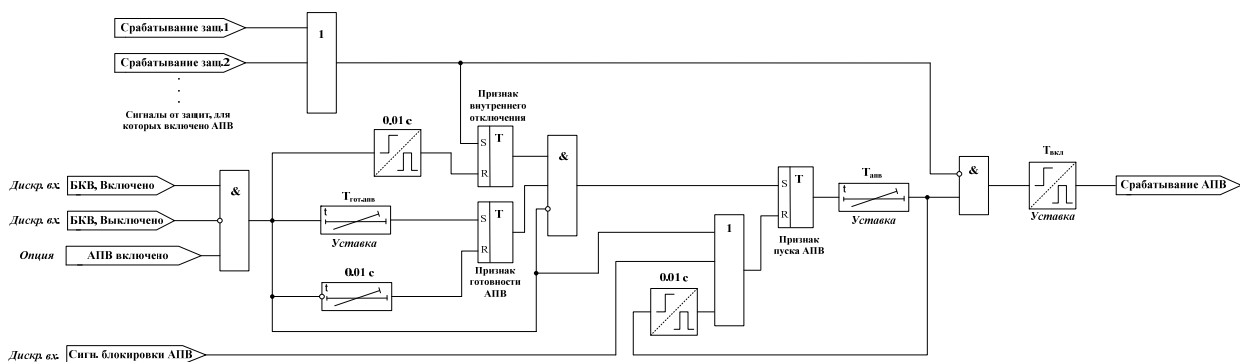 Срабатывание защ.1
Срабатывание защ.2
.
.
.
Сигналы от защит, для
которых включено АПВ
1
Признак
внутреннего
отключения
0.01 с
S
T
R
&
Дискр. вх.
БКВ, Включено
Дискр. вх.
БКВ, Выключено
Опция
АПВ включено
&
Tгот.апв
t
Уставка
S
T
R
Признак
готовности
АПВ
0.01 с
t
1
0.01 с
S
T
R
Признак
пуска АПВ
Tапв
t
Уставка
&
Tвкл
Уставка
Срабатывание АПВ
Дискр. вх.
Сигн. блокировки АПВ